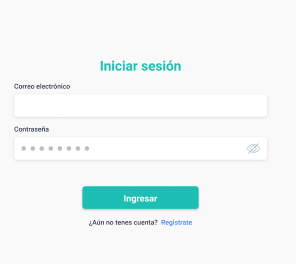 Iniciar sesión
Correo electrónico
Contraseña
Ingresar
¿Aún no tenes cuenta? Registrate